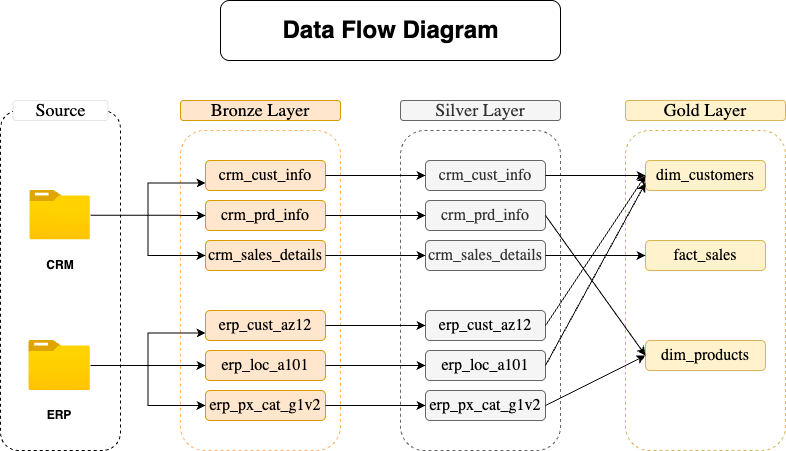 Data Flow Diagram
Source
Bronze Layer
Silver Layer
Gold Layer
CRM
ERP
crm_cust_info
crm_prd_info
crm_sales_details
erp_cust_az12
erp_loc_a101
erp_px_cat_g1v2
crm_cust_info
crm_prd_info
crm_sales_details
erp_cust_az12
erp_loc_a101
erp_px_cat_g1v2
dim_customers
fact_sales
dim_products